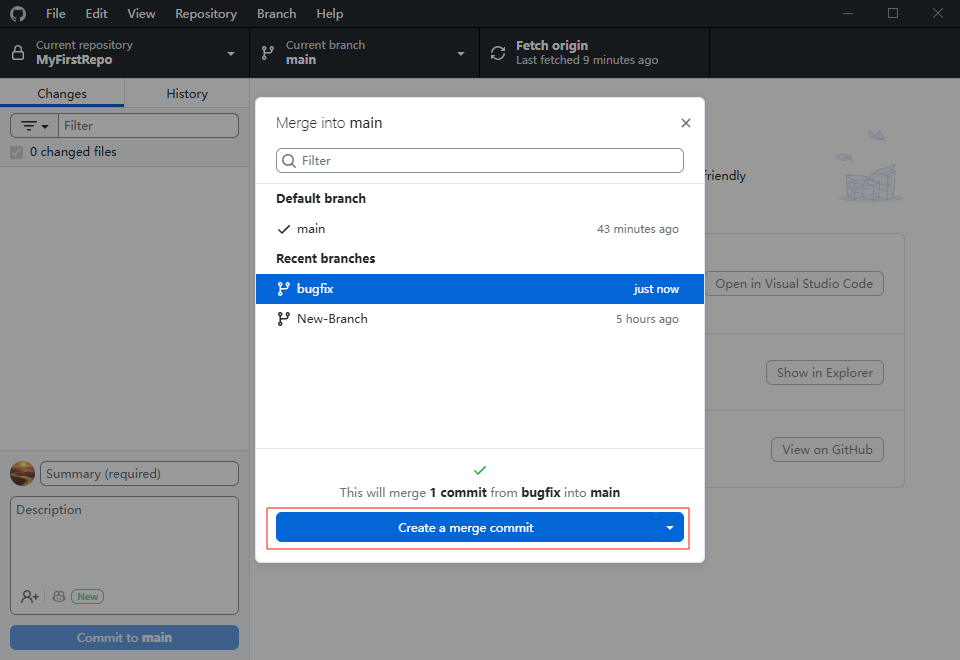 File Edit View Repository Branch Help
Current repository
MyFirstRepo
Current branch
main
Fetch origin
Last fetched 9 minutes ago
Changes
History
Filter
0 changed files
Merge into main
Filter
Default branch
main 43 minutes ago
Recent branches
bugfix just now
New-Branch 5 hours ago
This will merge 1 commit from bugfix into main
Create a merge commit
friendly
Open in Visual Studio Code
Show in Explorer
View on GitHub
Summary (required)
Description
New
Commit to main